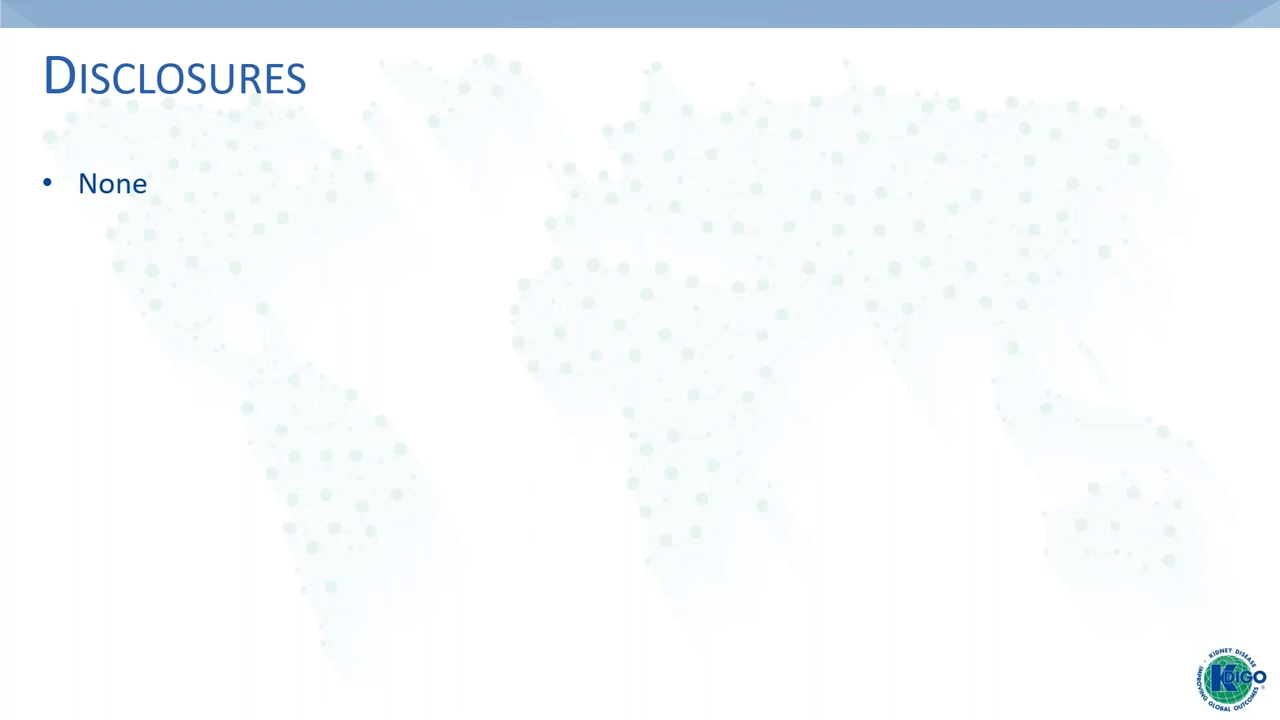 DISCLOSURES
• None
KIDNEY DISEASE
KDIGO
IMPROVING GLOBAL OUTCOMES
®